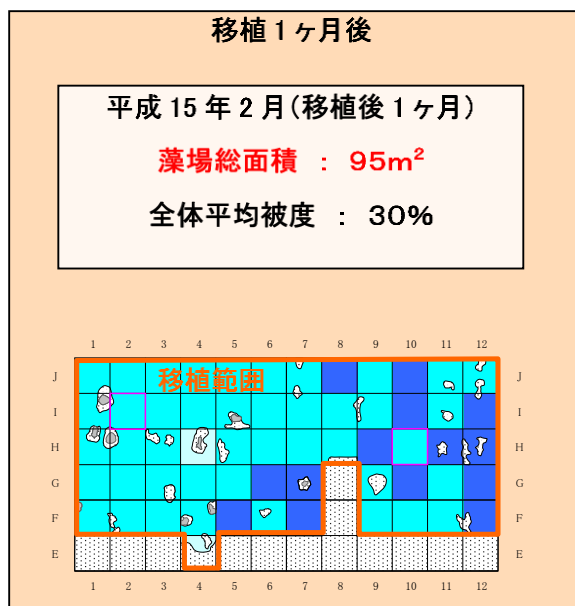 移植1ヶ月後
平成15年2月(移植後1ヶ月)
藻場総面積 : 95m²
全体平均被度 : 30%
1 2 3 4 5 6 7 8 9 10 11 12
J 移植範囲 J
I I
H H
G G
F F
E E
1 2 3 4 5 6 7 8 9 10 11 12